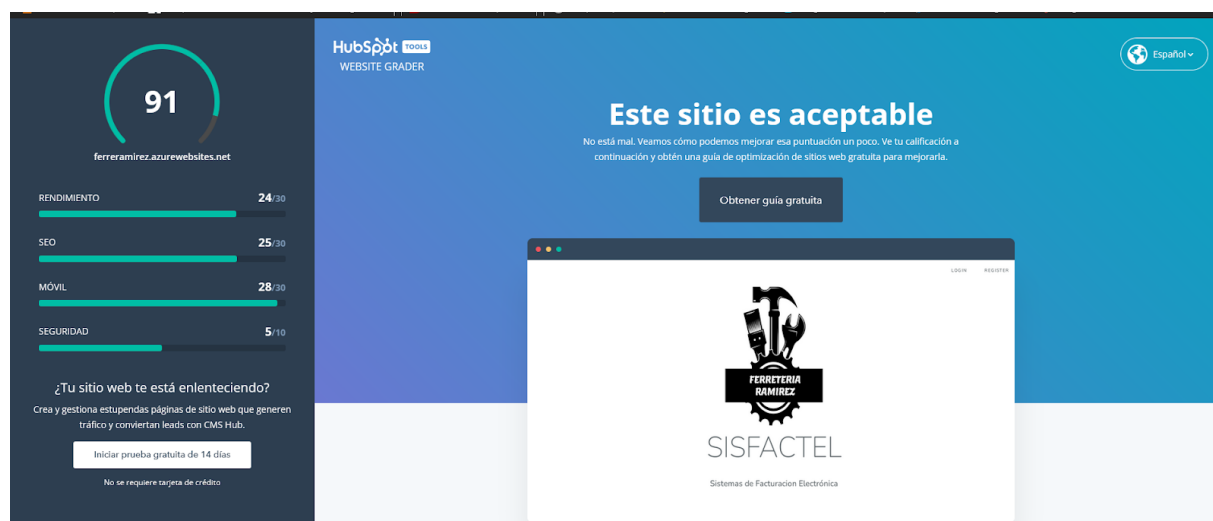 91
ferreramirez.azurewebsites.net
RENDIMIENTO 24/30
SEO 25/30
MÓVIL 28/30
SEGURIDAD 5/10
¿Tu sitio web te está enlenteciendo?
Crea y gestiona estupendas páginas de sitio web que generen
tráfico y conviertan leads con CMS Hub.
Iniciar prueba gratuita de 14 días
No se requiere tarjeta de crédito
HubSpot TOOLS
WEBSITE GRADER
Español
Este sitio es aceptable
No está mal. Veamos cómo podemos mejorar esa puntuación un poco. Ve tu calificación a
continuación y obtén una guía de optimización de sitios web gratuita para mejorarla.
Obtener guía gratuita
LOGIN REGISTER
FERRETERIA
RAMIREZ
SISFACTEL
Sistemas de Facturacion Electrónica